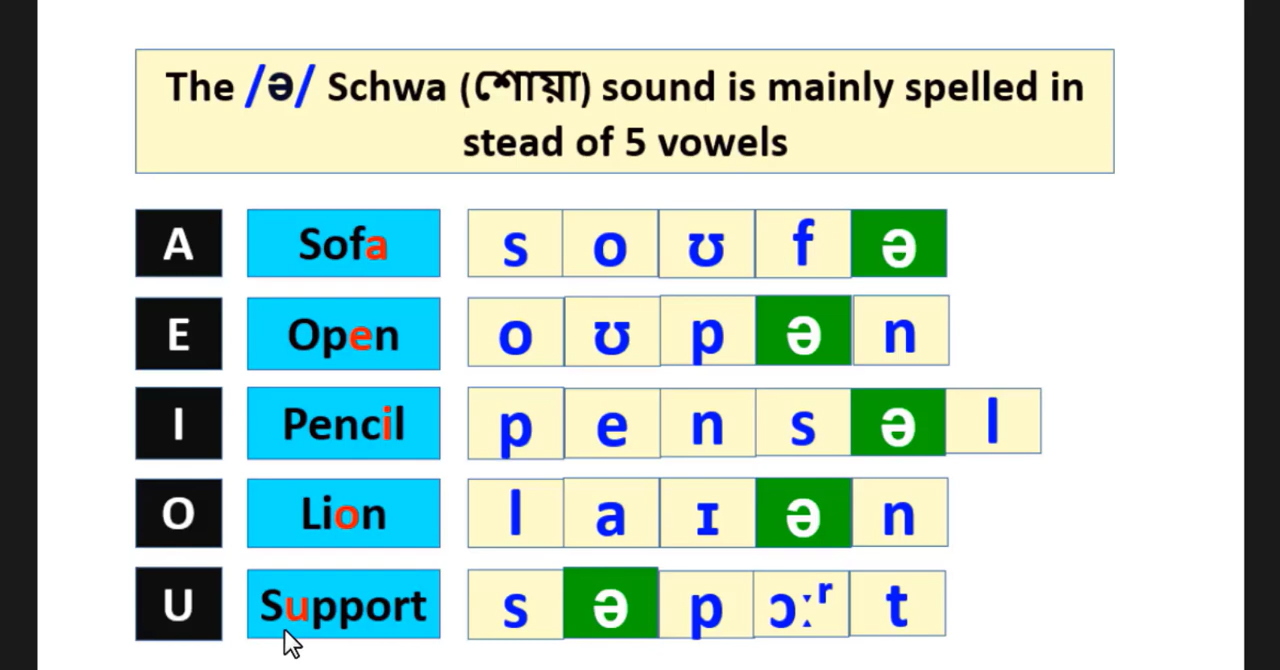 The /ə/ Schwa (শোয়া) sound is mainly spelled in
stead of 5 vowels
A Sofa s o ʊ f ə
E Open o ʊ p ə n
I Pencil p e n s ə l
O Lion l a ɪ ə n
U Support s ə p ɔːʳ t